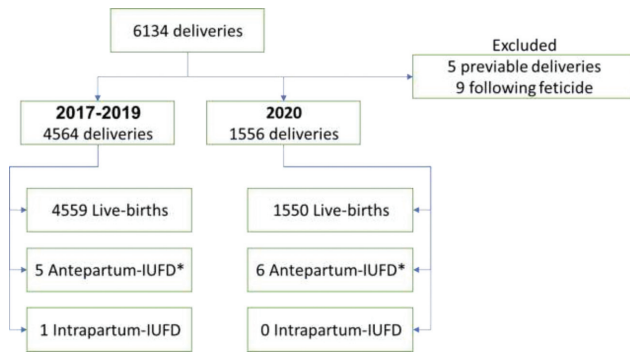 6134 deliveries
Excluded
5 previable deliveries
9 following feticide
2017-2019
4564 deliveries
2020
1556 deliveries
4559 Live-births
1550 Live-births
5 Antepartum-IUFD*
6 Antepartum-IUFD*
1 Intrapartum-IUFD
0 Intrapartum-IUFD